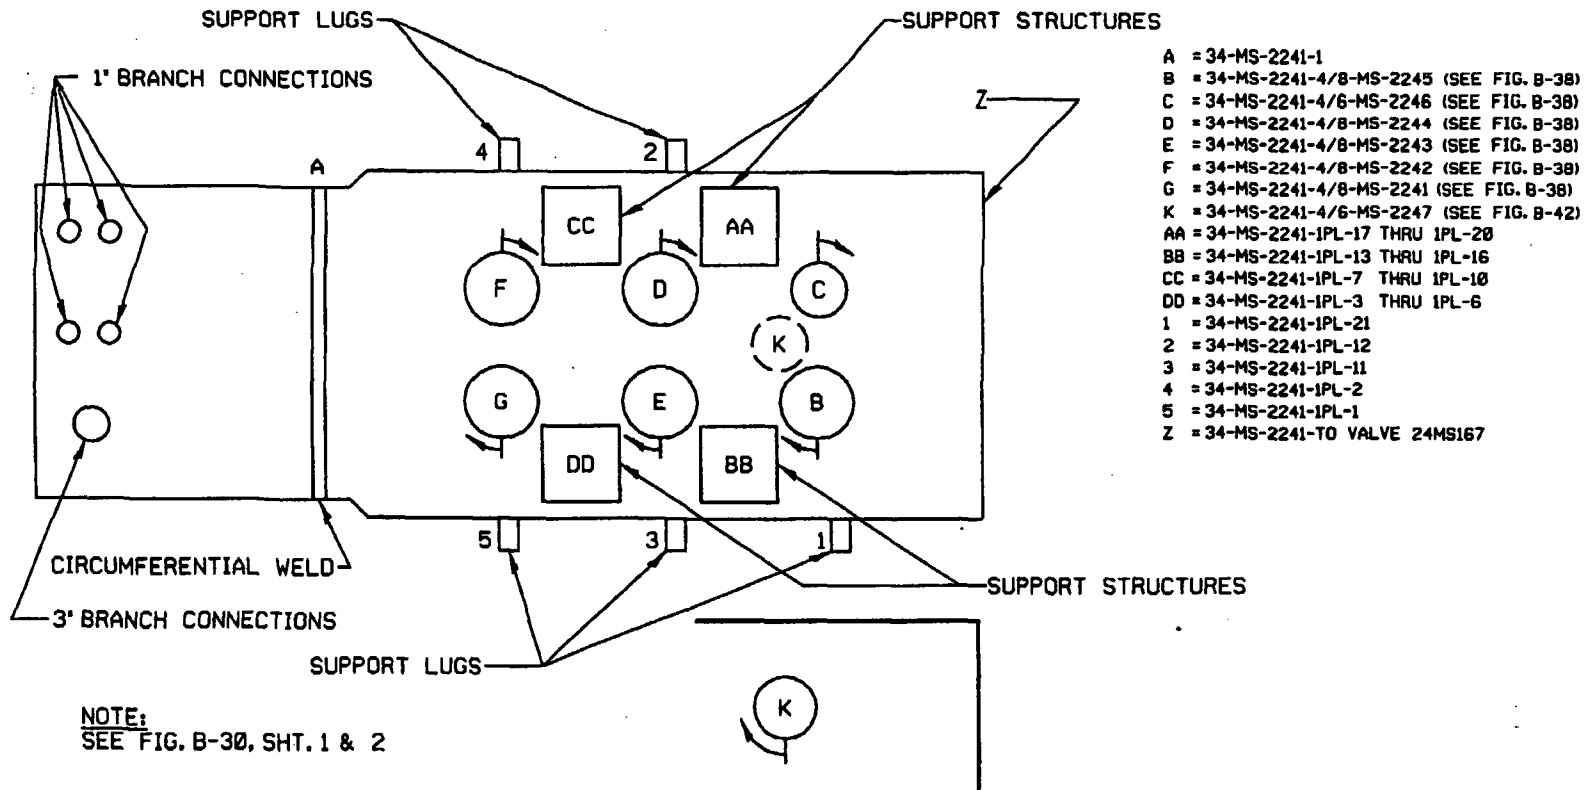 SUPPORT LUGS
SUPPORT STRUCTURES
1" BRANCH CONNECTIONS
Z
A
4
2
CC
AA
F
D
C
K
G
E
B
DD
BB
5
3
1
CIRCUMFERENTIAL WELD
3" BRANCH CONNECTIONS
SUPPORT STRUCTURES
SUPPORT LUGS
K
NOTE:
SEE FIG. B-30, SHT. 1 & 2
A = 34-MS-2241-1
B = 34-MS-2241-4/8-MS-2245 (SEE FIG. B-38)
C = 34-MS-2241-4/6-MS-2246 (SEE FIG. B-38)
D = 34-MS-2241-4/8-MS-2244 (SEE FIG. B-38)
E = 34-MS-2241-4/8-MS-2243 (SEE FIG. B-38)
F = 34-MS-2241-4/8-MS-2242 (SEE FIG. B-38)
G = 34-MS-2241-4/8-MS-2241 (SEE FIG. B-38)
K = 34-MS-2241-4/6-MS-2247 (SEE FIG. B-42)
AA = 34-MS-2241-1PL-17 THRU 1PL-20
BB = 34-MS-2241-1PL-13 THRU 1PL-16
CC = 34-MS-2241-1PL-7 THRU 1PL-10
DD = 34-MS-2241-1PL-3 THRU 1PL-6
1 = 34-MS-2241-1PL-21
2 = 34-MS-2241-1PL-12
3 = 34-MS-2241-1PL-11
4 = 34-MS-2241-1PL-2
5 = 34-MS-2241-1PL-1
Z = 34-MS-2241-TO VALVE 24MS167